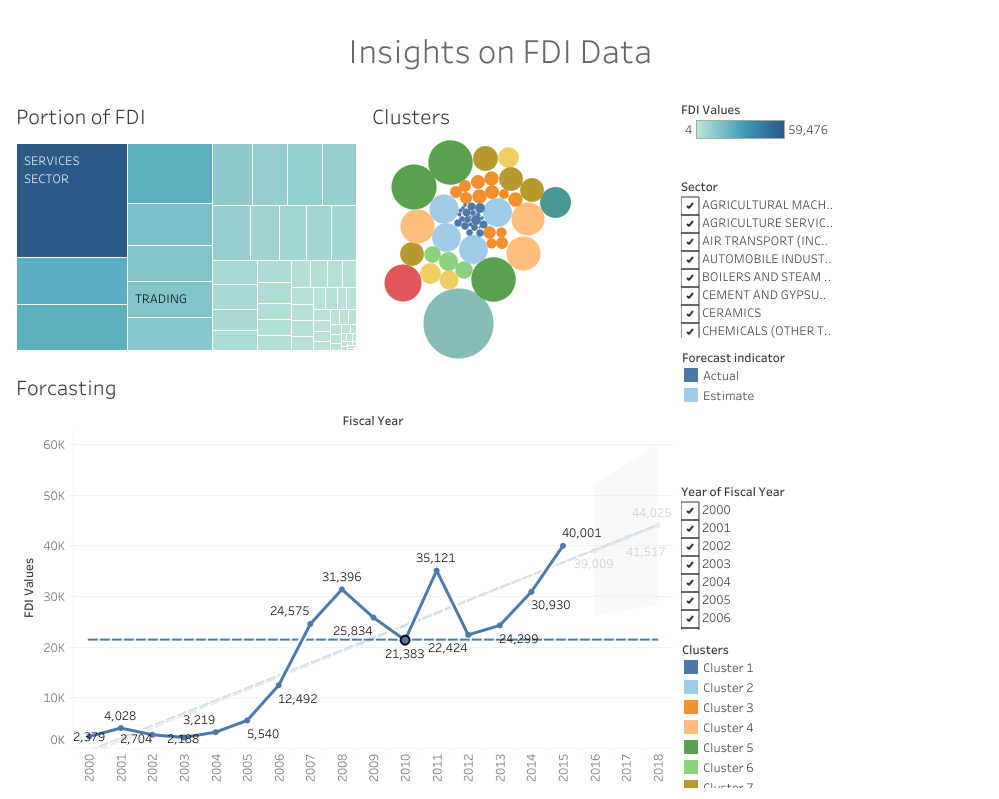 Insights on FDI Data
Portion of FDI
Clusters
SERVICES
SECTOR
TRADING
FDI Values
4
59,476
Sector
AGRICULTURAL MACH..
AGRICULTURE SERVIC..
AIR TRANSPORT (INC..
AUTOMOBILE INDUST..
BOILERS AND STEAM ..
CEMENT AND GYPSU..
CERAMICS
CHEMICALS (OTHER T..
Forecast indicator
Actual
Estimate
Forcasting
Fiscal Year
FDI Values
60K
50K
40K
30K
20K
10K
0K
2,379
4,028
2,704
2,188
3,219
5,540
12,492
24,575
31,396
25,834
21,383
35,121
22,424
24,299
30,930
40,001
39,009
41,517
44,025
2000
2001
2002
2003
2004
2005
2006
2007
2008
2009
2010
2011
2012
2013
2014
2015
2016
2017
2018
Year of Fiscal Year
2000
2001
2002
2003
2004
2005
2006
Clusters
Cluster 1
Cluster 2
Cluster 3
Cluster 4
Cluster 5
Cluster 6
Cluster 7